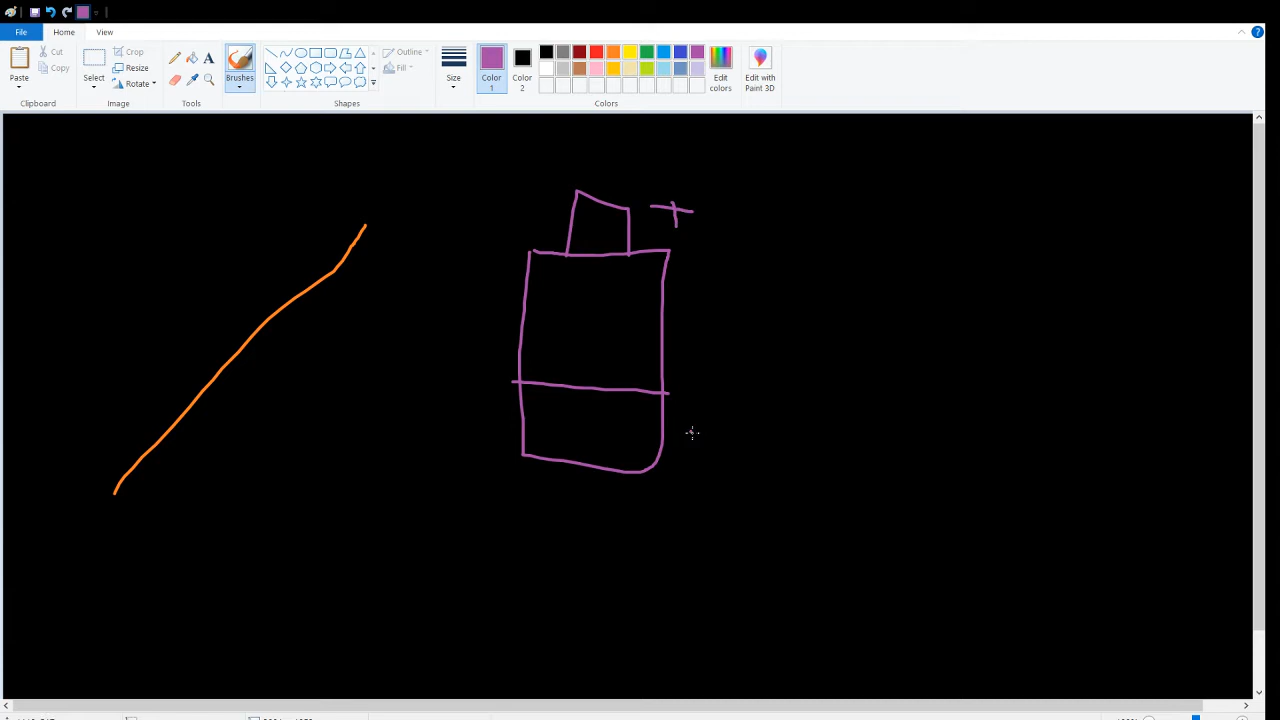 File Home View
Cut
Copy
Paste
Clipboard
Crop
Resize
Rotate
Select
Image
A
Tools
Brushes
Outline
Fill
Shapes
Size
Color 1
Color 2
Edit colors
Edit with Paint 3D
Colors
+